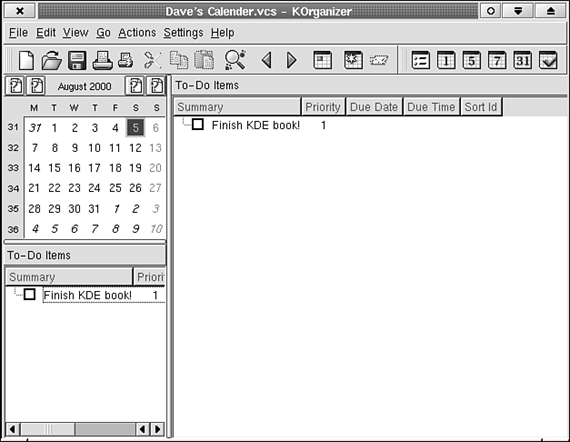 Dave's Calender.vcs - KOrganizer
File Edit View Go Actions Settings Help
1 5 7 31
August 2000
M T W T F S S
31 31 1 2 3 4 5 6
32 7 8 9 10 11 12 13
33 14 15 16 17 18 19 20
34 21 22 23 24 25 26 27
35 28 29 30 31 1 2 3
36 4 5 6 7 8 9 10
To-Do Items
Summary Priori
Finish KDE book! 1
To-Do Items
Summary Priority Due Date Due Time Sort Id
Finish KDE book! 1